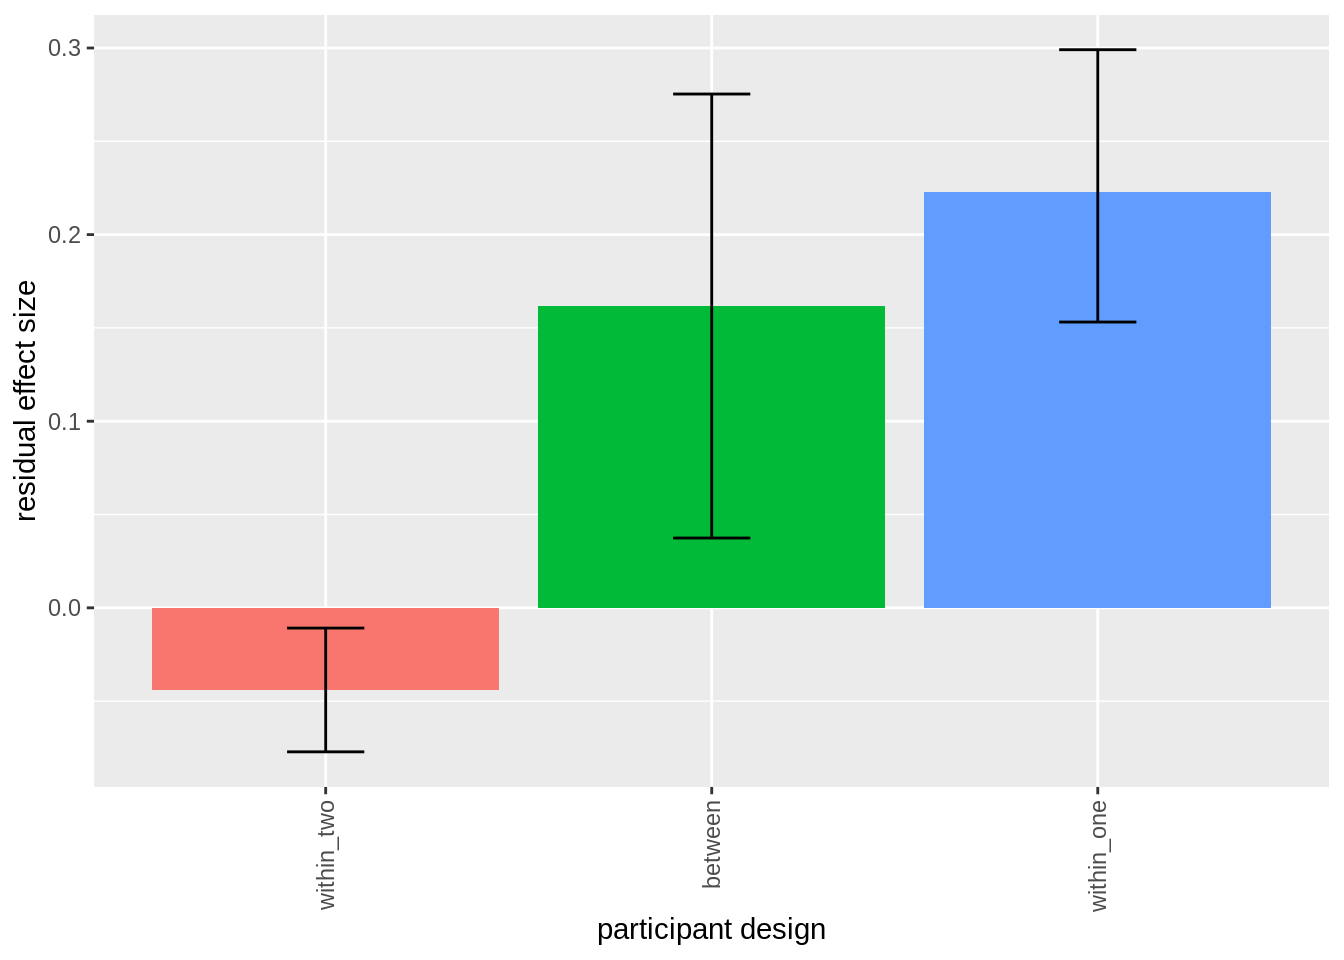 residual effect size
0.3
0.2
0.1
0.0
within_two
between
within_one
participant design